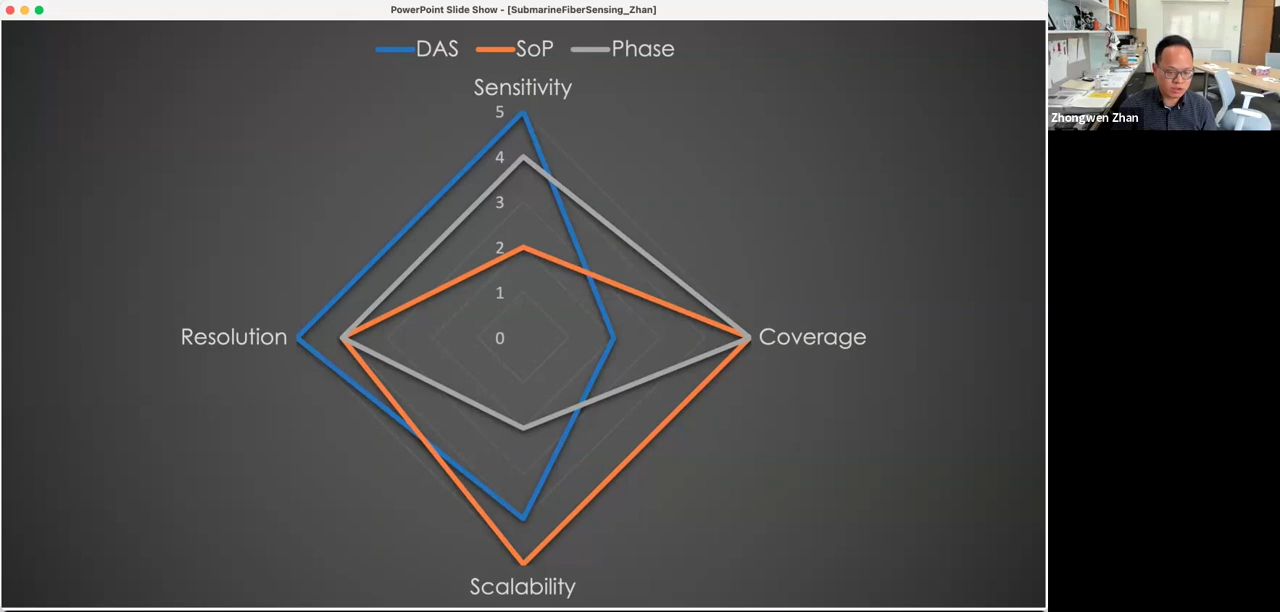 PowerPoint Slide Show - [SubmarineFiberSensing_Zhan]
DAS SoP Phase
Sensitivity
5
4
3
2
1
0
Resolution
Coverage
Scalability
Zhongwen Zhan